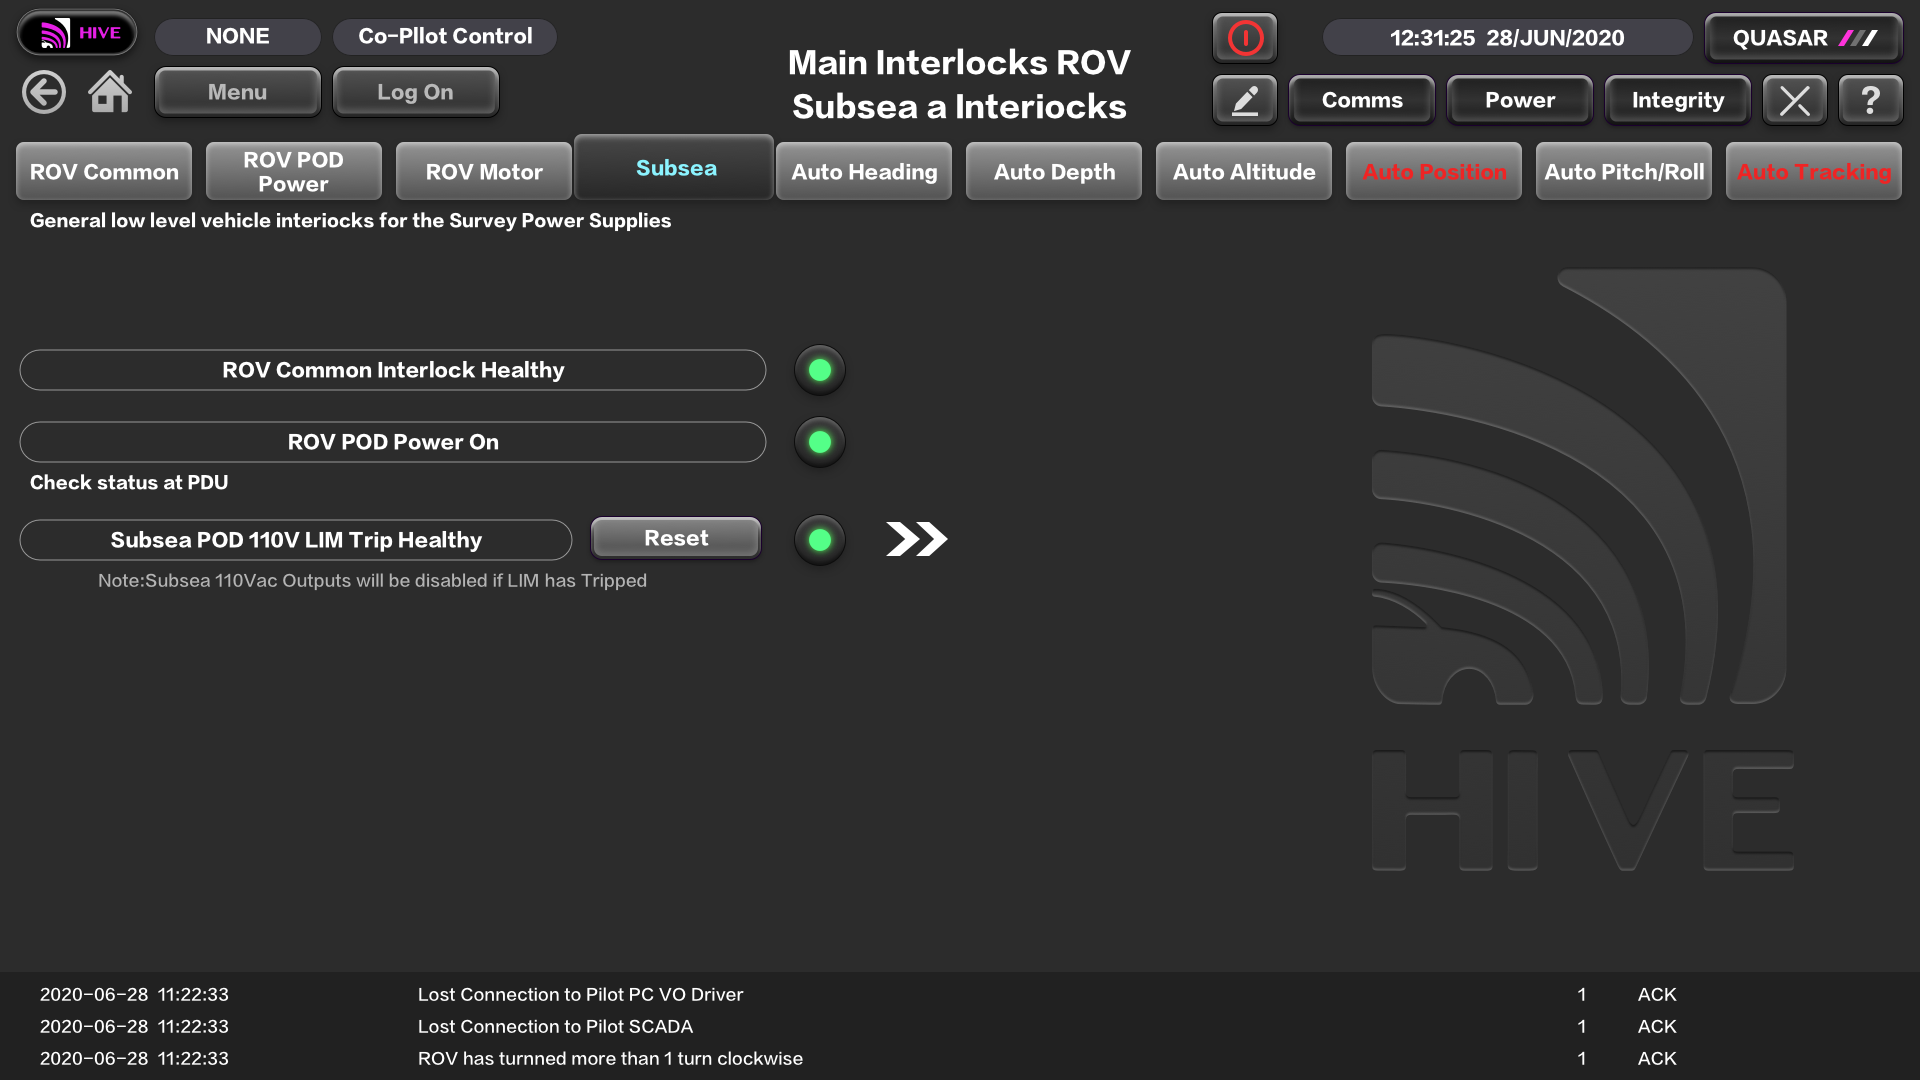 HIVE
NONE
Co-PIlot Control
Main Interlocks ROV
Subsea a Interiocks
12:31:25 28/JUN/2020
QUASAR
Menu
Log On
Comms
Power
Integrity
?
ROV Common
ROV POD
Power
ROV Motor
Subsea
Auto Heading
Auto Depth
Auto Altitude
Auto Position
Auto Pitch/Roll
Auto Tracking
General low level vehicle interiocks for the Survey Power Supplies
ROV Common Interlock Healthy
ROV POD Power On
Check status at PDU
Subsea POD 110V LIM Trip Healthy
Reset
Note:Subsea 110Vac Outputs will be disabled if LIM has Tripped
HIVE
2020-06-28 11:22:33 Lost Connection to Pilot PC VO Driver 1 ACK
2020-06-28 11:22:33 Lost Connection to Pilot SCADA 1 ACK
2020-06-28 11:22:33 ROV has turnned more than 1 turn clockwise 1 ACK